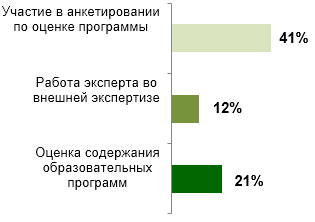 Участие в анкетировании
по оценке программы
41%
Работа эксперта во
внешней экспертизе
12%
Оценка содержания
образовательных
программ
21%